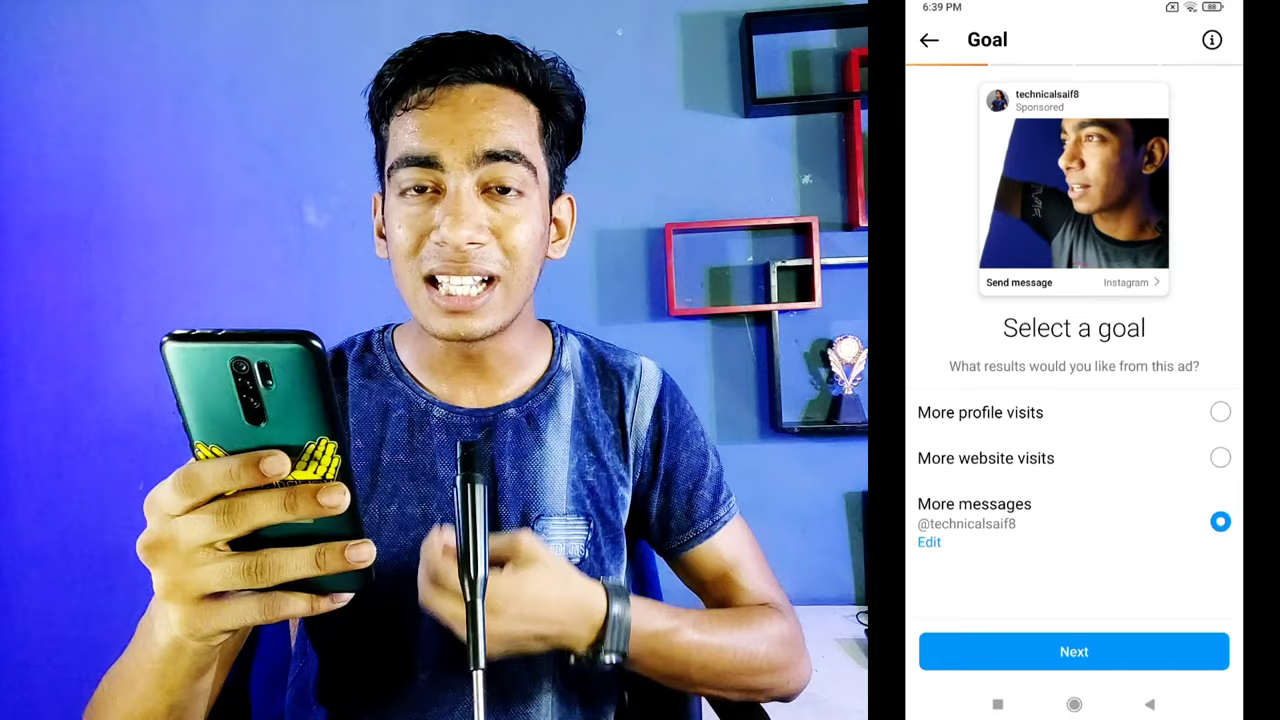 6:39 PM
88
Goal
technicalsaif8
Sponsored
Send message
Instagram
Select a goal
What results would you like from this ad?
More profile visits
More website visits
More messages
@technicalsaif8
Edit
Next